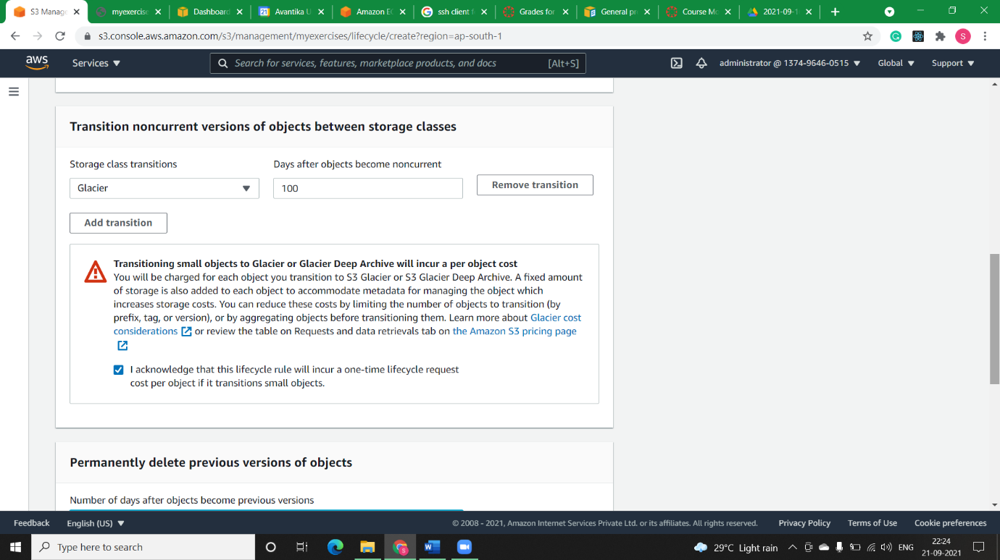 S3 Manag
myexercise
Dashboard
21 Avantika U
Amazon EC
ssh client f
Grades for
General pr
Course Mo
2021-09-1
s3.console.aws.amazon.com/s3/management/myexercises/lifecycle/create?region=ap-south-1
S
aws
Services
Search for services, features, marketplace products, and docs [Alt+S]
administrator @ 1374-9646-0515
Global
Support
Transition noncurrent versions of objects between storage classes
Storage class transitions
Days after objects become noncurrent
Glacier
100
Remove transition
Add transition
Transitioning small objects to Glacier or Glacier Deep Archive will incur a per object cost
You will be charged for each object you transition to S3 Glacier or S3 Glacier Deep Archive. A fixed amount
of storage is also added to each object to accommodate metadata for managing the object which
increases storage costs. You can reduce these costs by limiting the number of objects to transition (by
prefix, tag, or version), or by aggregating objects before transitioning them. Learn more about Glacier cost
considerations or review the table on Requests and data retrievals tab on the Amazon S3 pricing page
I acknowledge that this lifecycle rule will incur a one-time lifecycle request
cost per object if it transitions small objects.
Permanently delete previous versions of objects
Number of days after objects become previous versions
Feedback
English (US)
© 2008 - 2021, Amazon Internet Services Private Ltd. or its affiliates. All rights reserved.
Privacy Policy
Terms of Use
Cookie preferences
Type here to search
29°C Light rain
ENG
22:24
21-09-2021